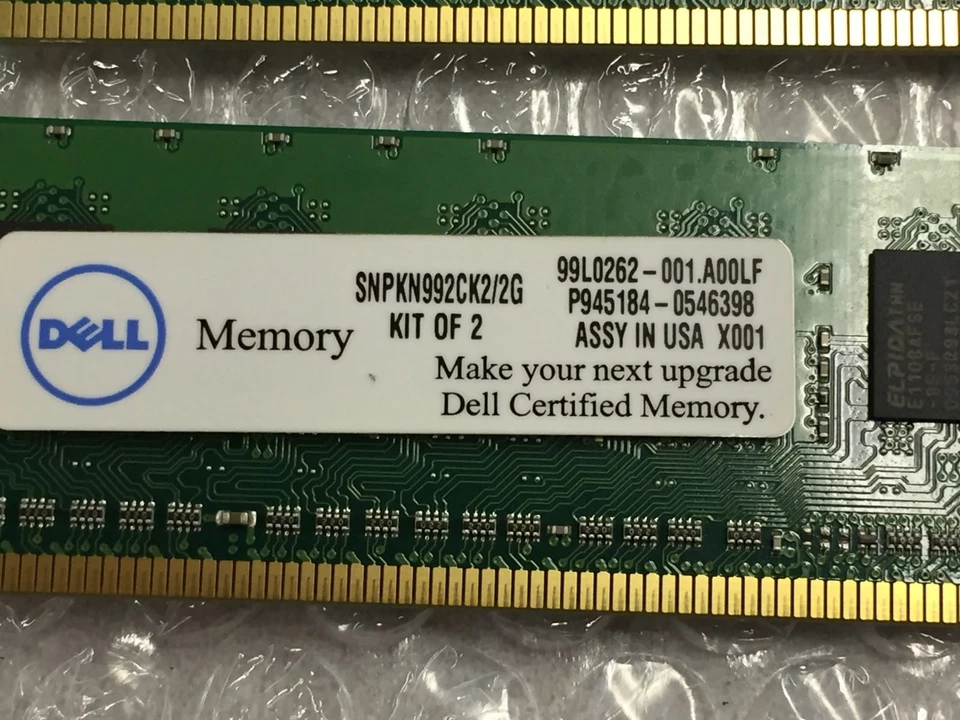 DELL
Memory
SNPKN992CK2/2G
KIT OF 2
99L0262-001.A00LF
P945184-0546398
ASSY IN USA X001
Make your next upgrade
Dell Certified Memory.
ELPIDA
E1108AFSE